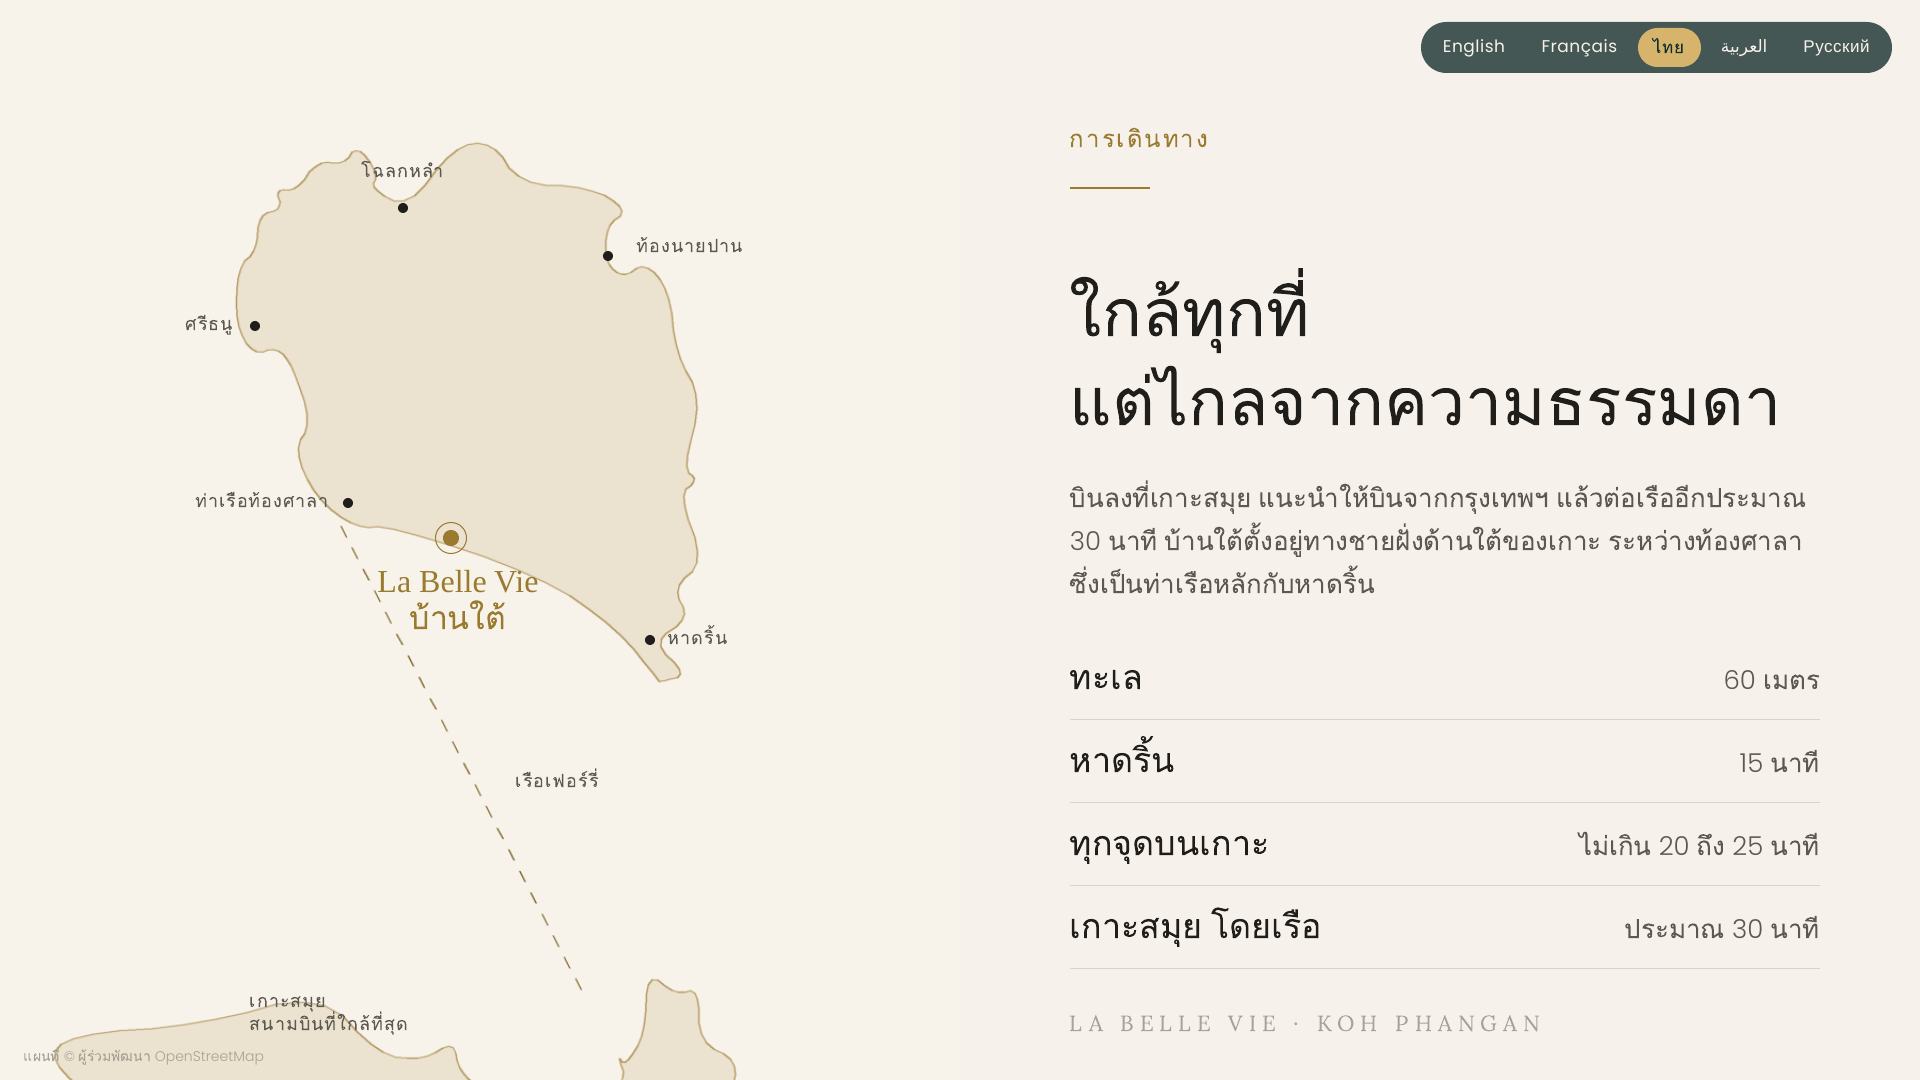 English Français ไทย العربية Русский
การเดินทาง
ใกล้ทุกที่
แต่ไกลจากความธรรมดา
บินลงที่เกาะสมุย แนะนำให้บินจากกรุงเทพฯ แล้วต่อเรืออีกประมาณ
30 นาที บ้านใต้ตั้งอยู่ทางชายฝั่งด้านใต้ของเกาะ ระหว่างท้องศาลา
ซึ่งเป็นท่าเรือหลักกับหาดริ้น
ทะเล 60 เมตร
หาดริ้น 15 นาที
ทุกจุดบนเกาะ ไม่เกิน 20 ถึง 25 นาที
เกาะสมุย โดยเรือ ประมาณ 30 นาที
LA BELLE VIE · KOH PHANGAN
โฉลกหลำ
ท้องนายปาน
ศรีธนู
ท่าเรือท้องศาลา
La Belle Vie
บ้านใต้
หาดริ้น
เรือเฟอร์รี่
เกาะสมุย
สนามบินที่ใกล้ที่สุด
แผนที่ © ผู้ร่วมพัฒนา OpenStreetMap